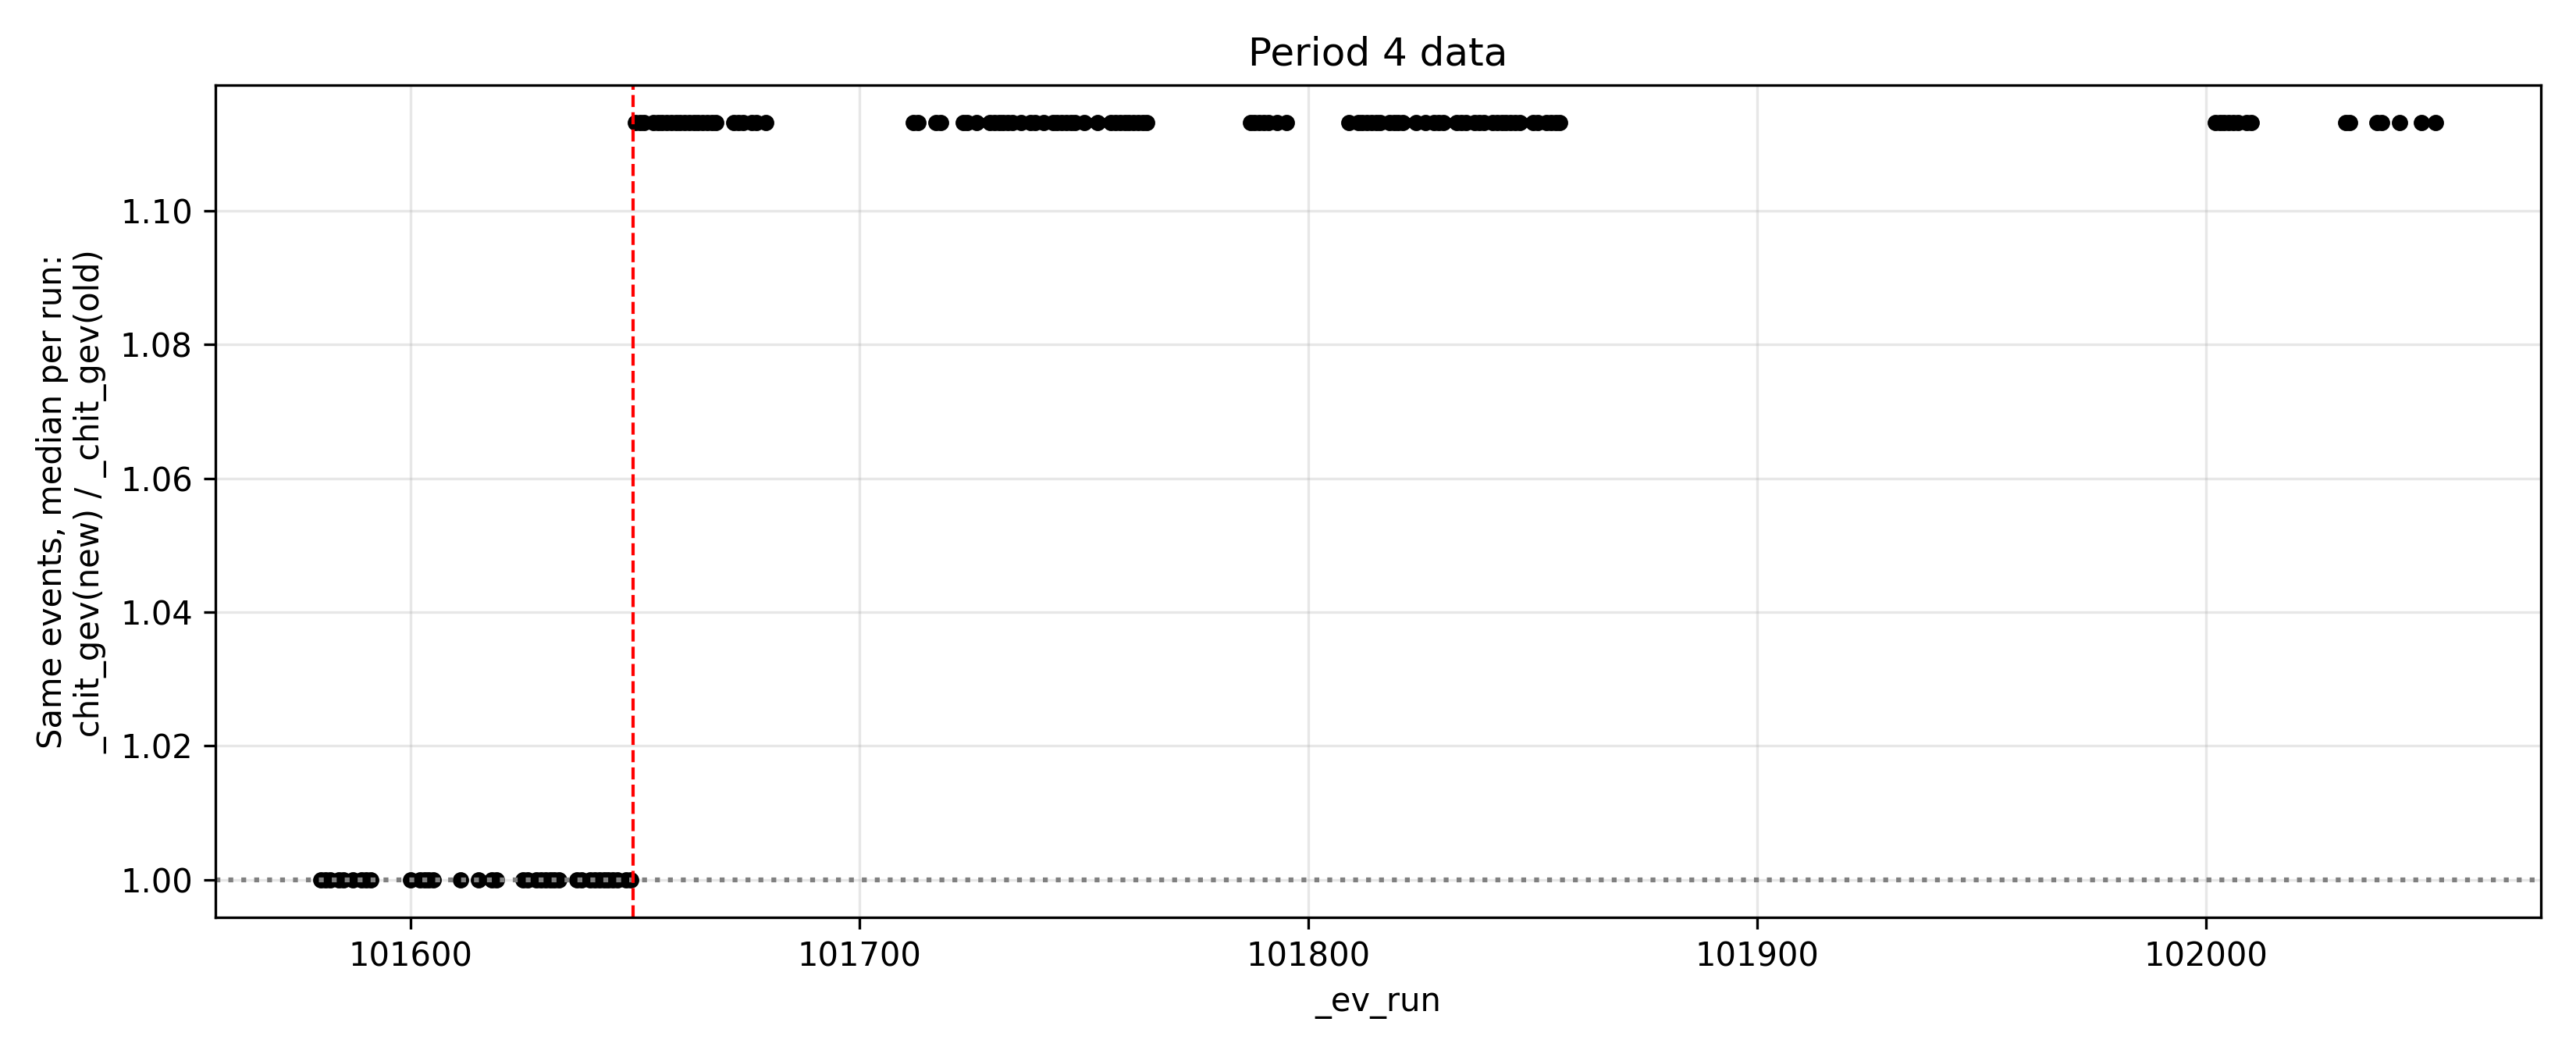 Period 4 data
Same events, median per run:
_chit_gev(new) / _chit_gev(old)
1.10
1.08
1.06
1.04
1.02
1.00
101600
101700
101800
101900
102000
_ev_run